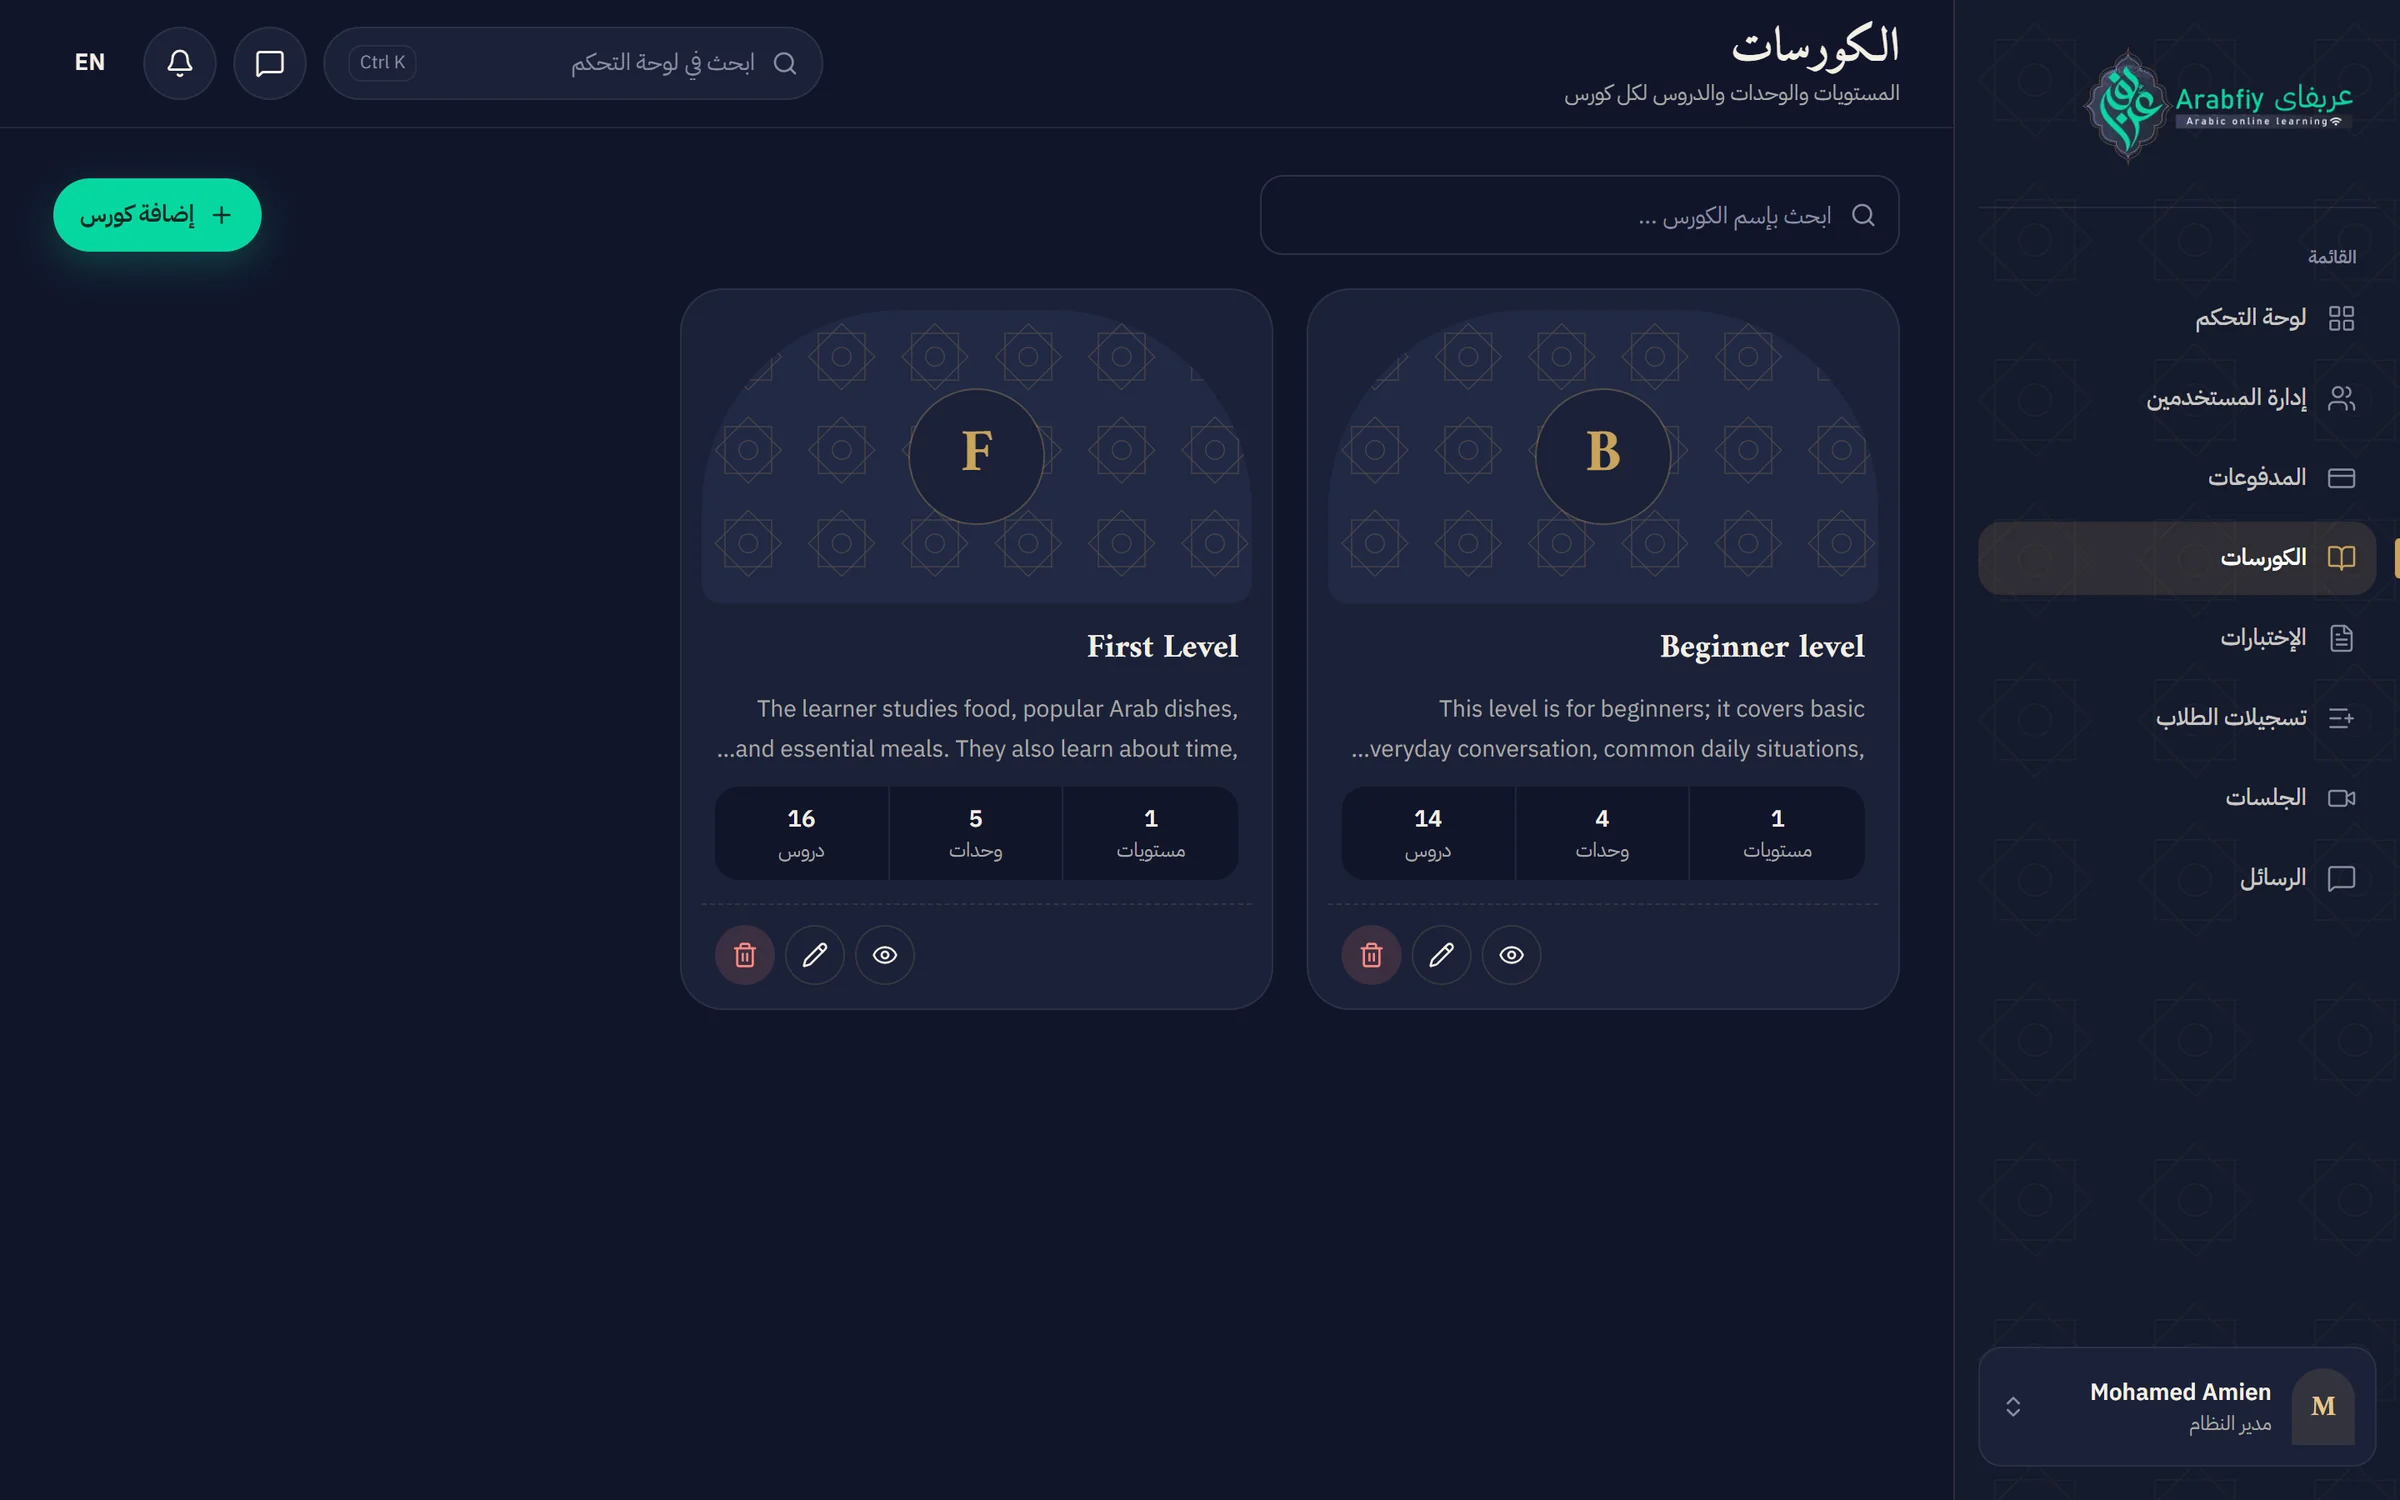 عربفاى Arabfiy
Arabic online learning
القائمة
لوحة التحكم
إدارة المستخدمين
المدفوعات
الكورسات
الإختبارات
تسجيلات الطلاب
الجلسات
الرسائل
M
Mohamed Amien
مدير النظام
الكورسات
المستويات والوحدات والدروس لكل كورس
ابحث في لوحة التحكم
Ctrl K
EN
ابحث بإسم الكورس ...
إضافة كورس
B
Beginner level
This level is for beginners; it covers basic
...veryday conversation, common daily situations,
1
مستويات
4
وحدات
14
دروس
F
First Level
The learner studies food, popular Arab dishes,
...and essential meals. They also learn about time,
1
مستويات
5
وحدات
16
دروس